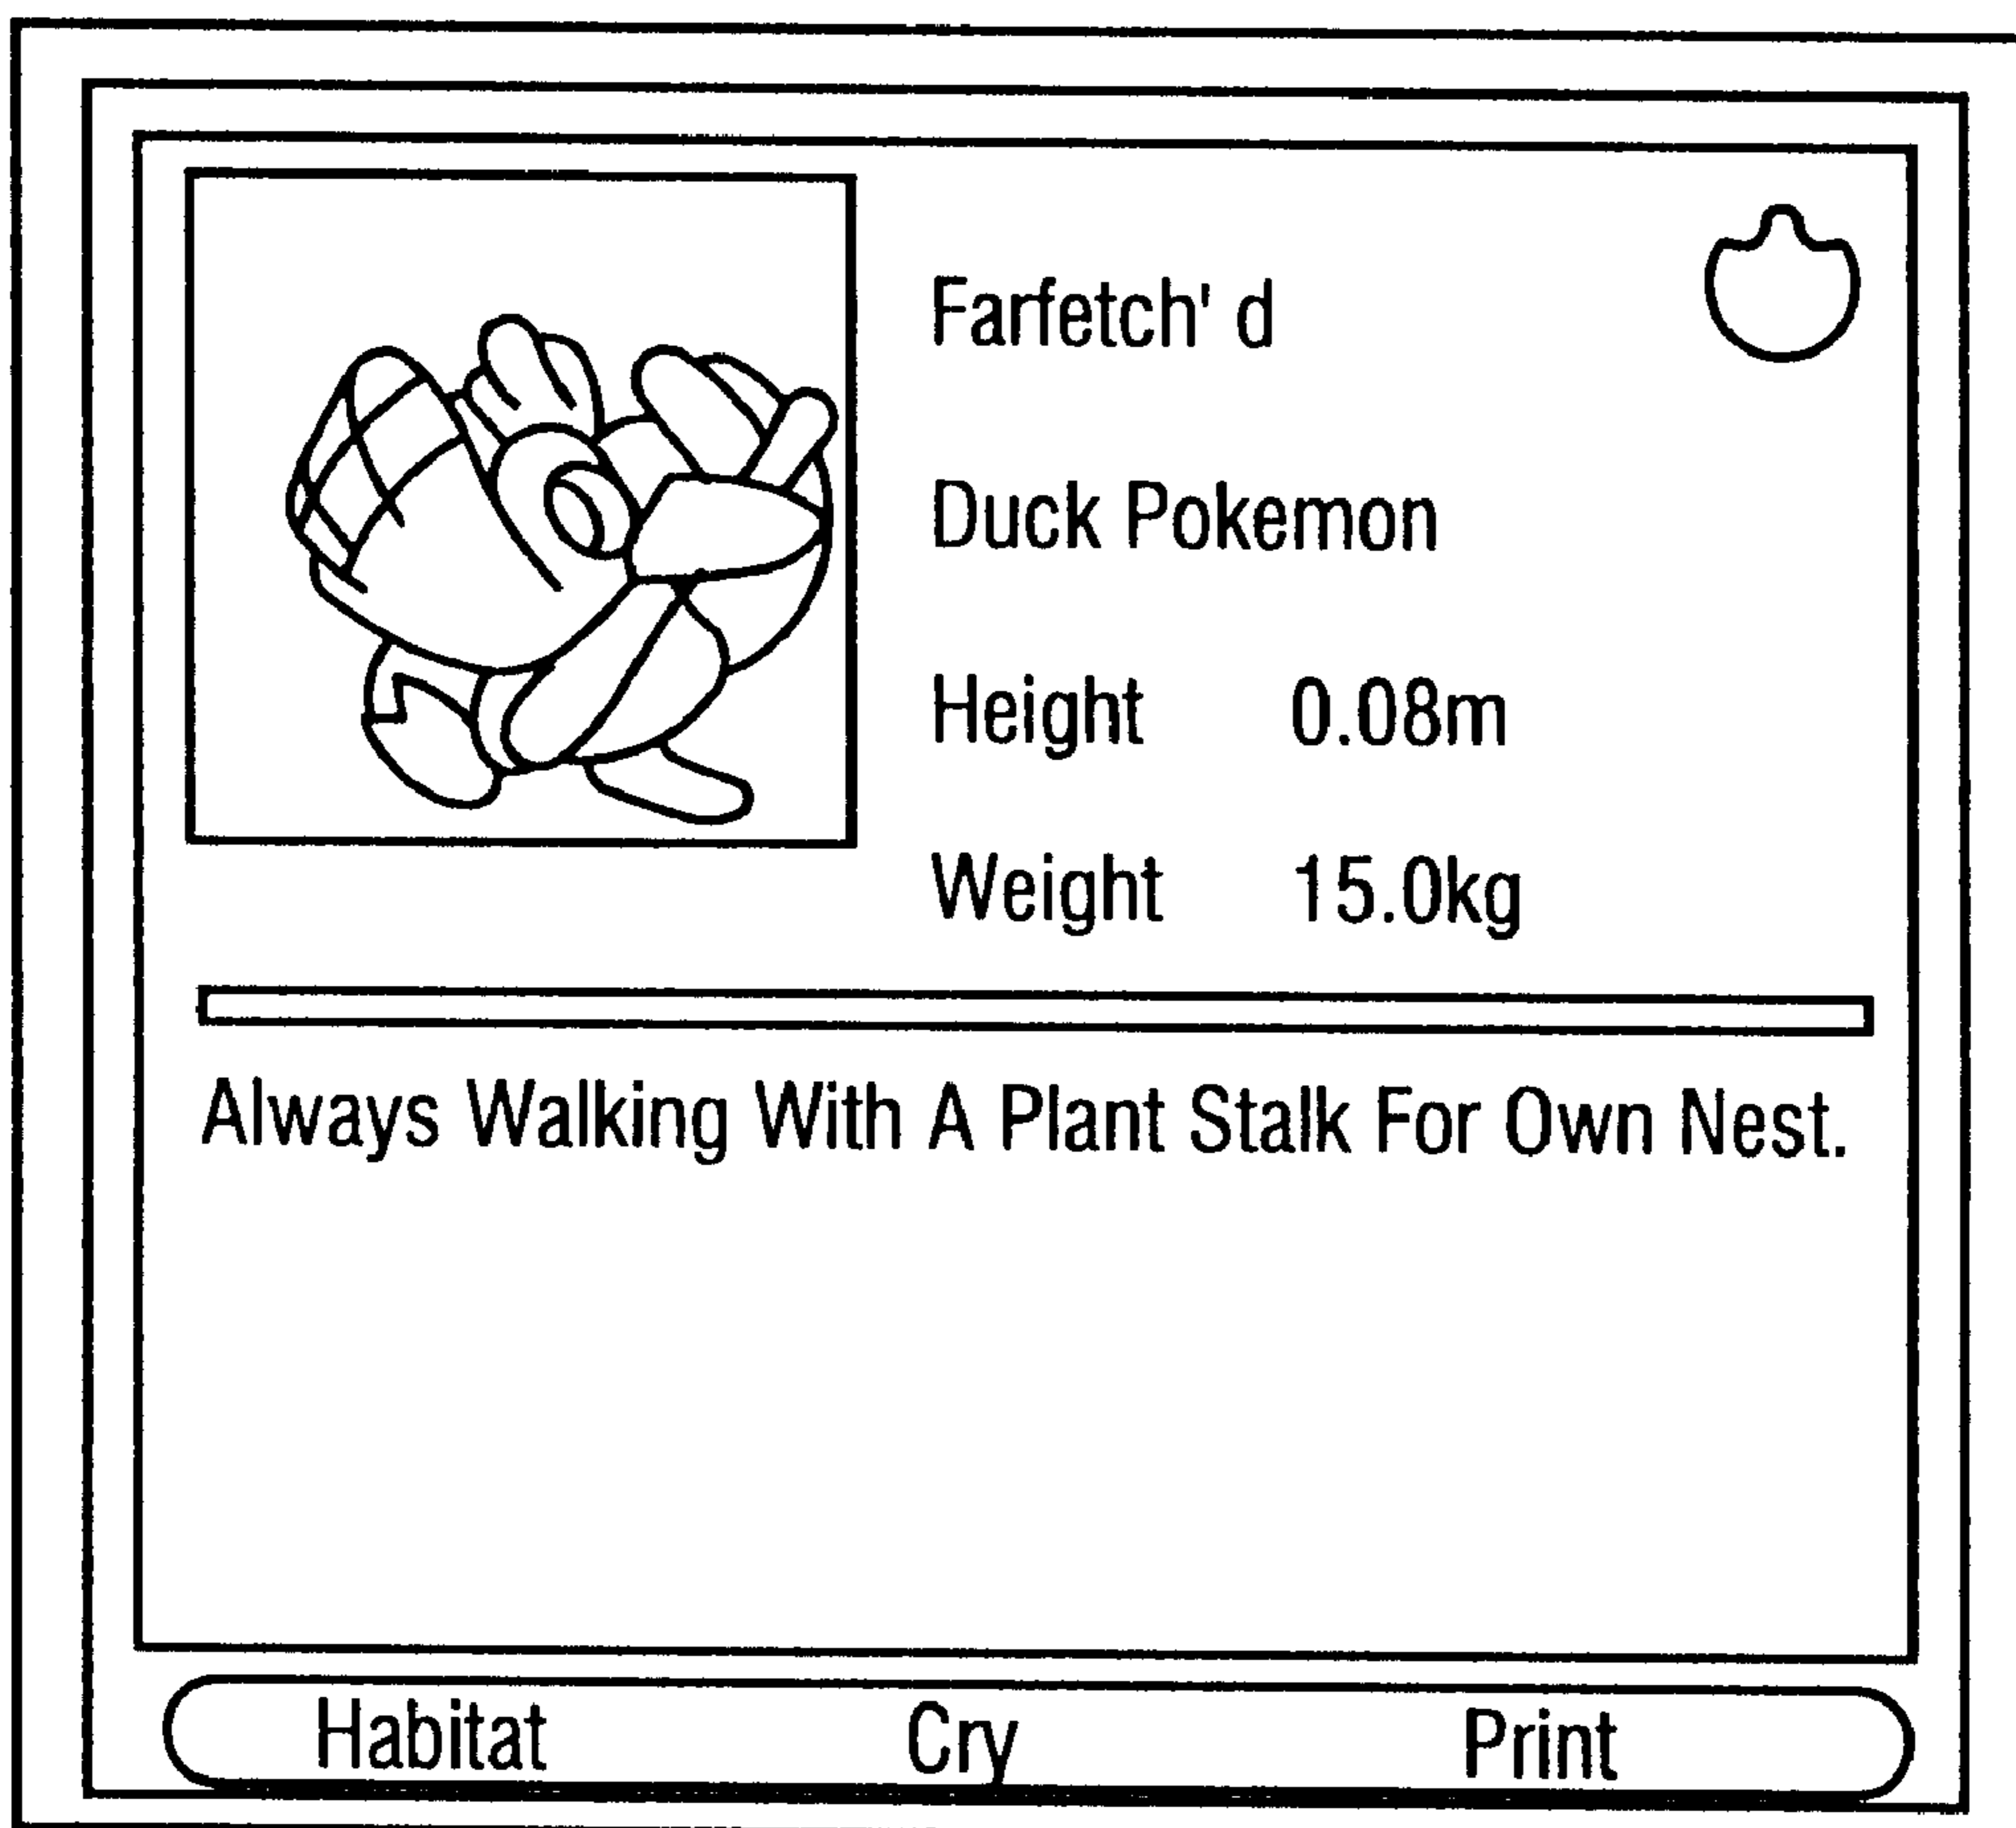 Farfetch' d
Duck Pokemon
Height 0.08m
Weight 15.0kg
Always Walking With A Plant Stalk For Own Nest.
Habitat Cry Print